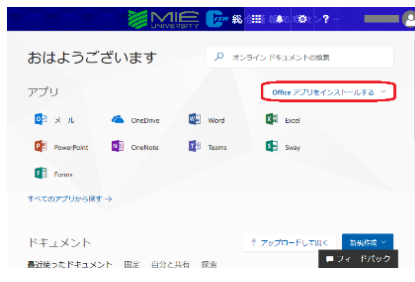 MIE
UNIVERSITY
?
おはようございます
オンラインドキュメントの検索
アプリ
Office アプリをインストールする
メール
OneDrive
Word
Excel
PowerPoint
OneNote
Teams
Sway
Forms
すべてのアプリから探す →
ドキュメント
アップロードして開く
新規作成
最近使ったドキュメント 固定 自分と共有 探索
フィードバック